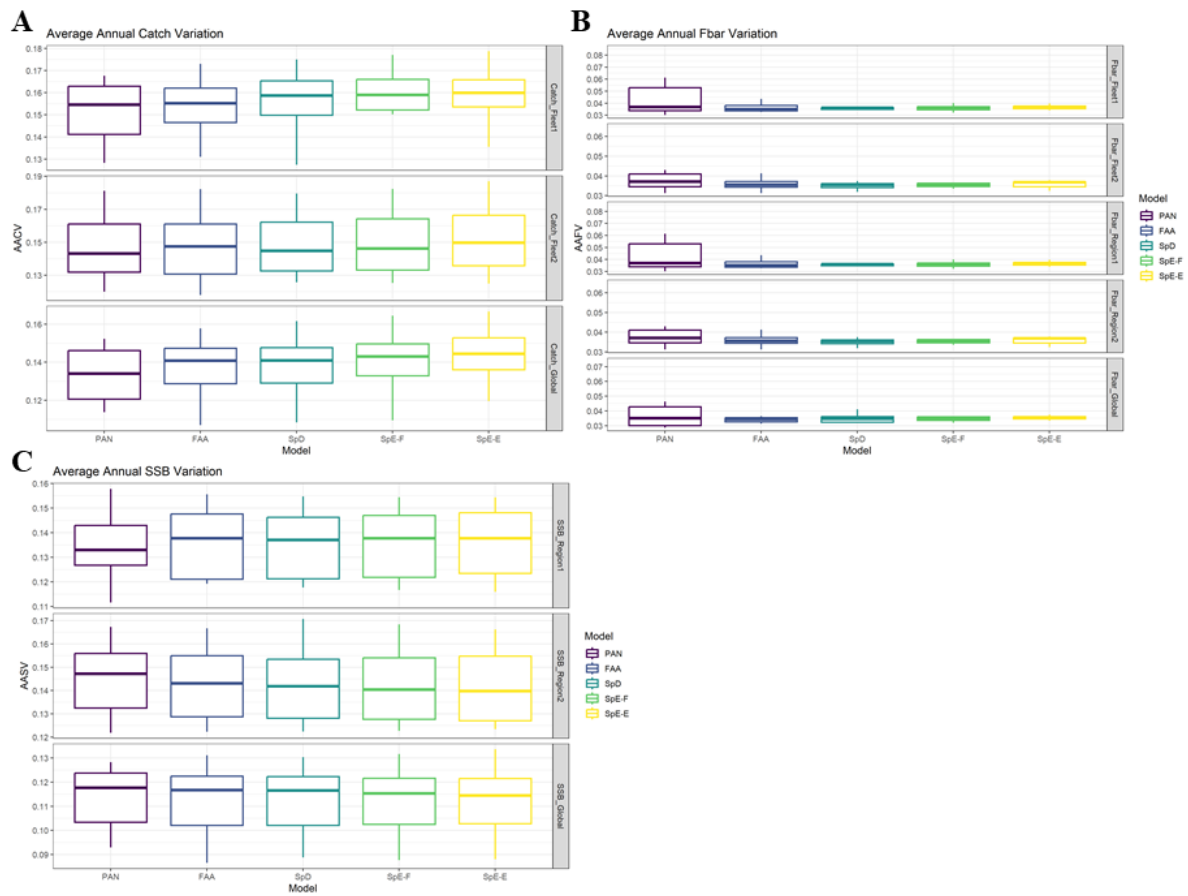 A
Average Annual Catch Variation
AACV
0.18
0.17
0.16
0.15
0.14
0.13
Catch_Fleet1
0.19
0.17
0.15
0.13
Catch_Fleet2
0.16
0.14
0.12
Catch_Global
PAN FAA SpD SpE-F SpE-E
Model
B
Average Annual Fbar Variation
AAFV
0.08
0.07
0.06
0.05
0.04
0.03
Fbar_Fleet1
0.06
0.05
0.04
0.03
Fbar_Fleet2
0.08
0.07
0.06
0.05
0.04
0.03
Fbar_Region1
0.06
0.05
0.04
0.03
Fbar_Region2
0.07
0.06
0.05
0.04
0.03
Fbar_Global
PAN FAA SpD SpE-F SpE-E
Model
Model
PAN
FAA
SpD
SpE-F
SpE-E
C
Average Annual SSB Variation
AASV
0.16
0.15
0.14
0.13
0.12
0.11
SSB_Region1
0.17
0.16
0.15
0.14
0.13
0.12
SSB_Region2
0.13
0.12
0.11
0.10
0.09
SSB_Global
PAN FAA SpD SpE-F SpE-E
Model
Model
PAN
FAA
SpD
SpE-F
SpE-E